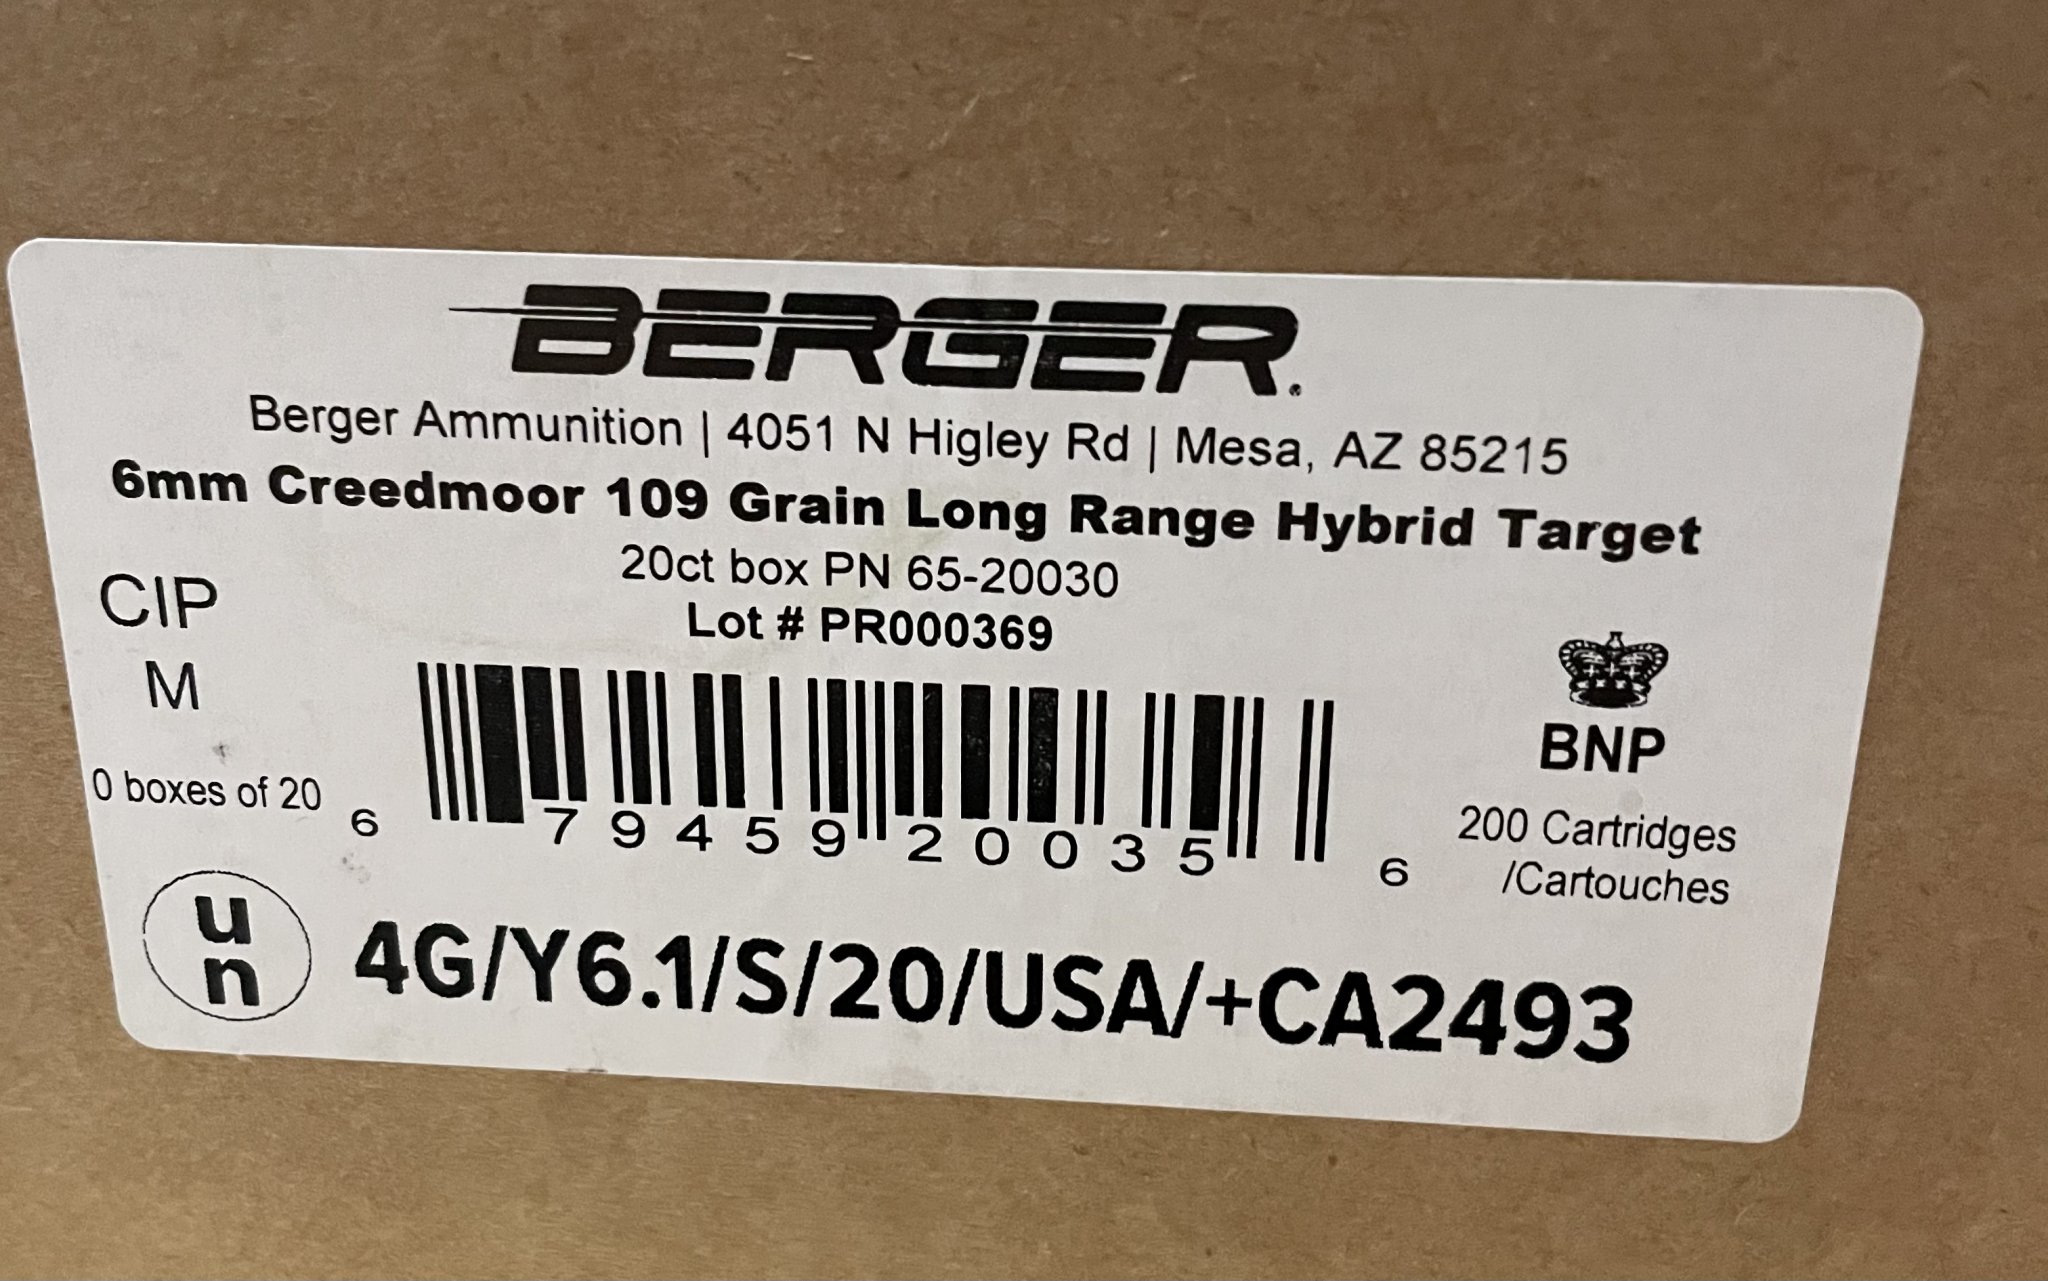 BERGER
Berger Ammunition | 4051 N Higley Rd | Mesa, AZ 85215
6mm Creedmoor 109 Grain Long Range Hybrid Target
20ct box PN 65-20030
Lot # PR000369
CIP
M
0 boxes of 20
6 79459 20035 6
BNP
200 Cartridges
/Cartouches
un
4G/Y6.1/S/20/USA/+CA2493